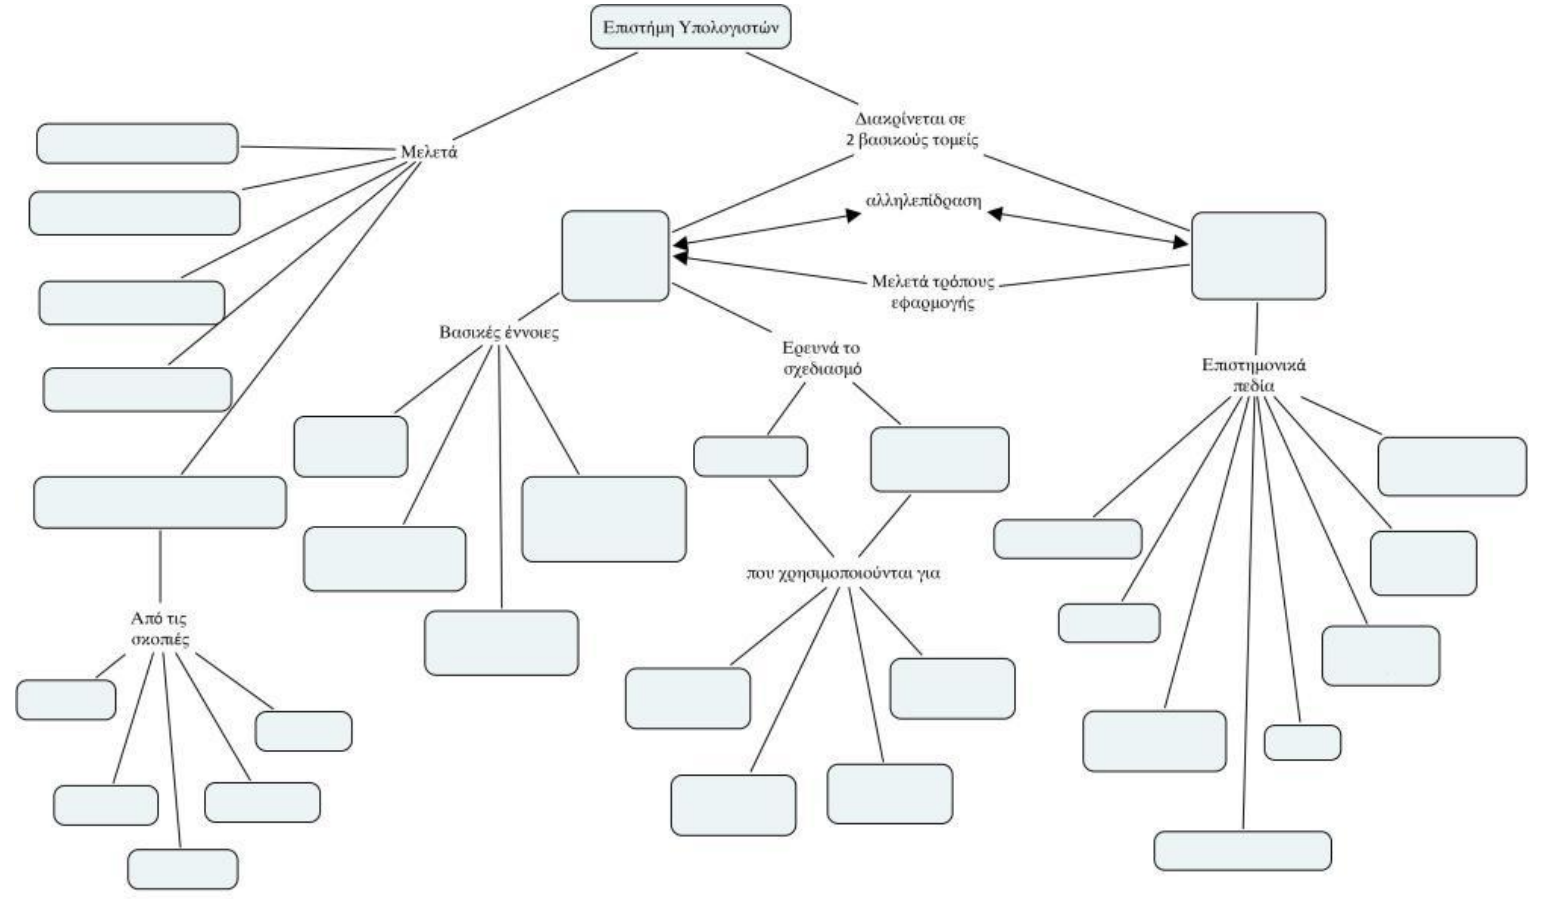 Επιστήμη Υπολογιστών
Διακρίνεται σε
2 βασικούς τομείς
Μελετά
αλληλεπίδραση
Μελετά τρόπους
εφαρμογής
Βασικές έννοιες
Ερευνά το
σχεδιασμό
Επιστημονικά
πεδία
που χρησιμοποιούνται για
Από τις
σκοπιές